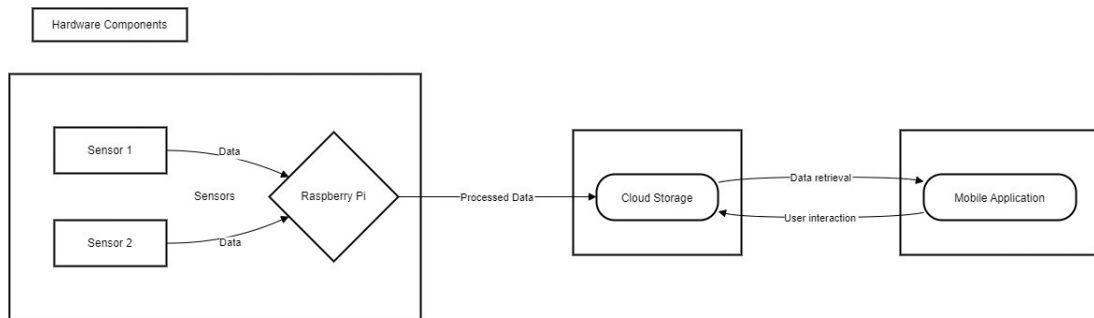 Hardware Components
Sensor 1
Data
Sensors
Raspberry Pi
Sensor 2
Data
Processed Data
Cloud Storage
Data retrieval
User interaction
Mobile Application